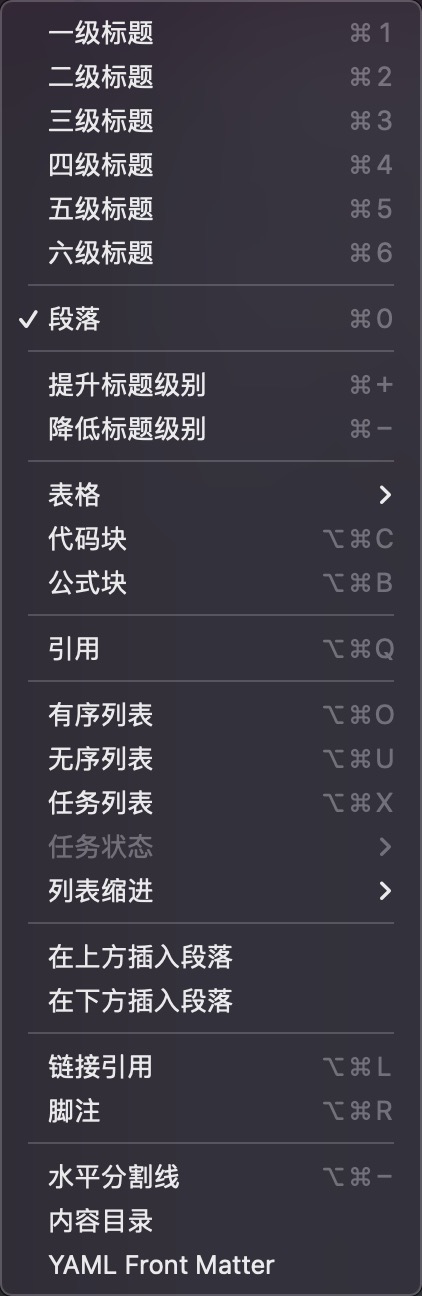 一级标题 ⌘1
二级标题 ⌘2
三级标题 ⌘3
四级标题 ⌘4
五级标题 ⌘5
六级标题 ⌘6
✓ 段落 ⌘0
提升标题级别 ⌘+
降低标题级别 ⌘−
表格 >
代码块 ⌥⌘C
公式块 ⌥⌘B
引用 ⌥⌘Q
有序列表 ⌥⌘O
无序列表 ⌥⌘U
任务列表 ⌥⌘X
任务状态 >
列表缩进 >
在上方插入段落
在下方插入段落
链接引用 ⌥⌘L
脚注 ⌥⌘R
水平分割线 ⌥⌘−
内容目录
YAML Front Matter